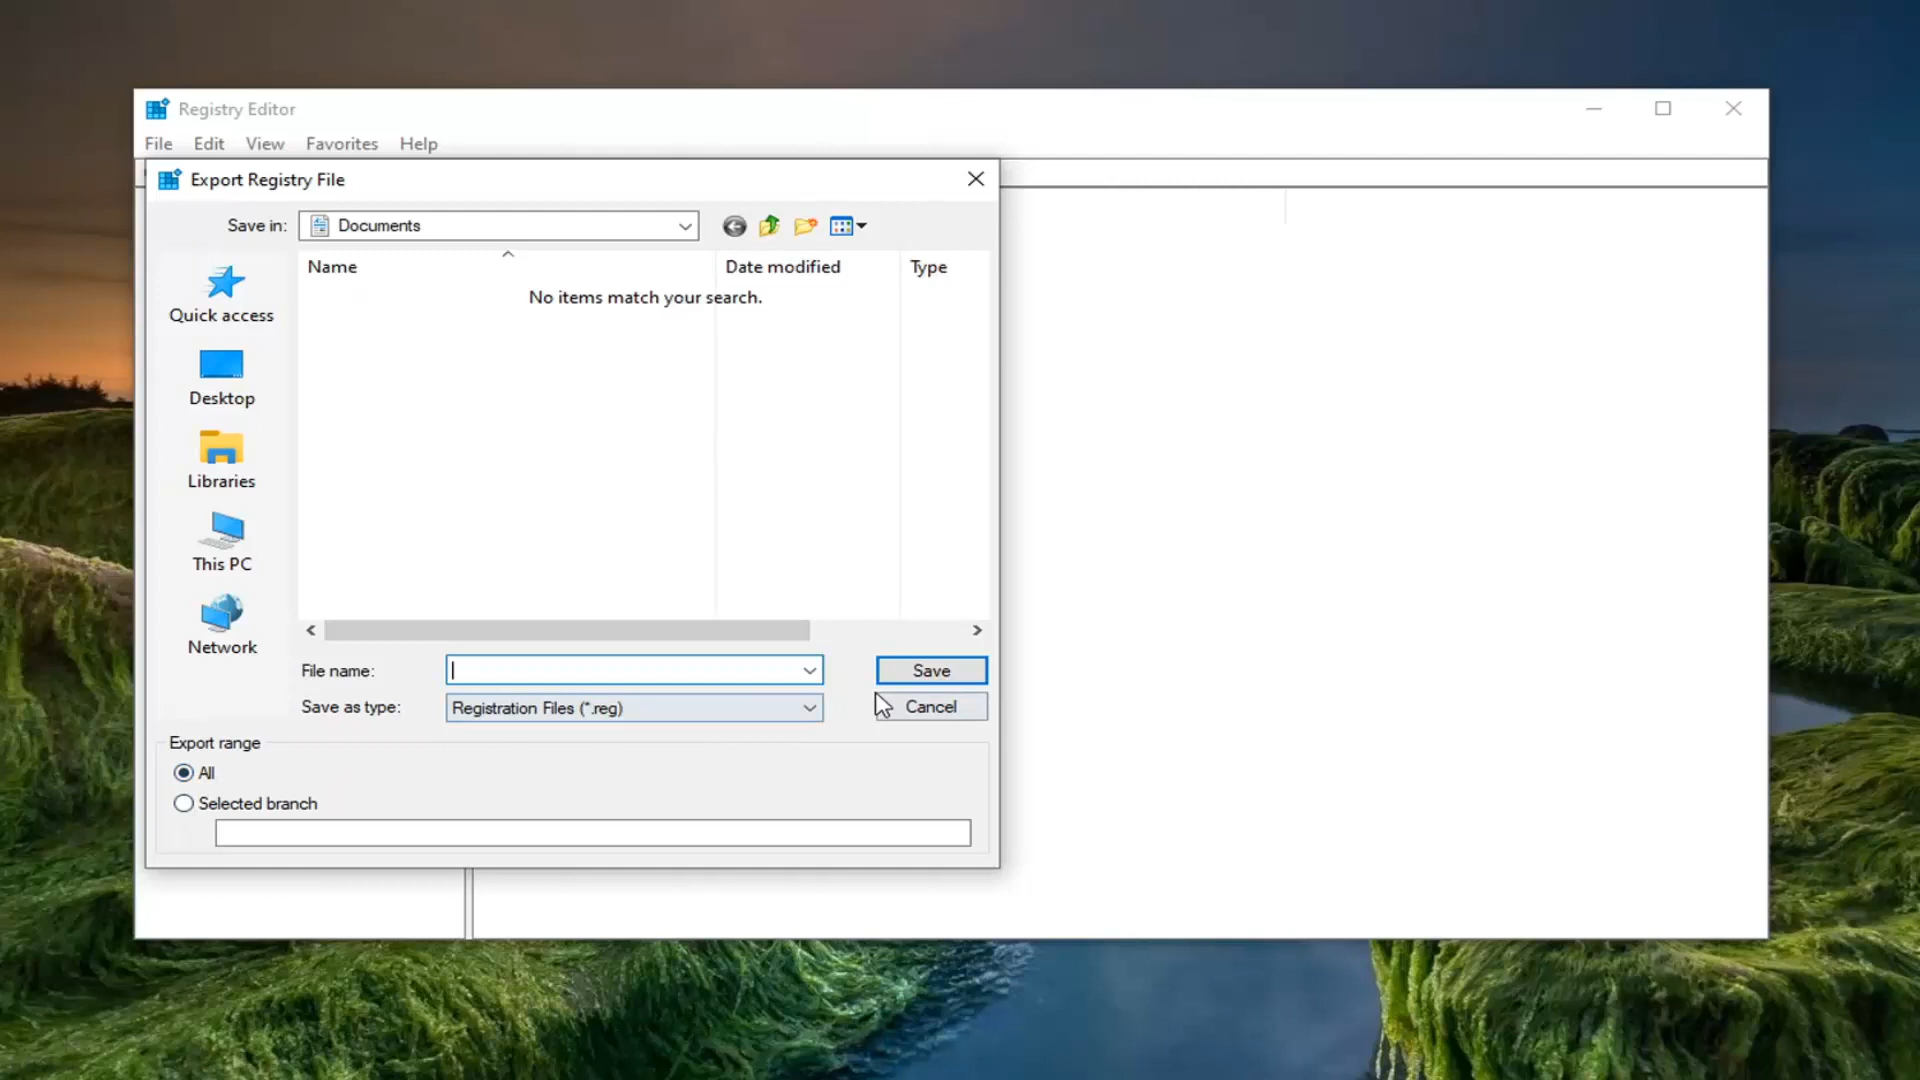 Registry Editor
File Edit View Favorites Help
Export Registry File
Save in: Documents
Name Date modified Type
No items match your search.
Quick access
Desktop
Libraries
This PC
Network
File name: Save
Save as type: Registration Files (*.reg) Cancel
Export range
All
Selected branch